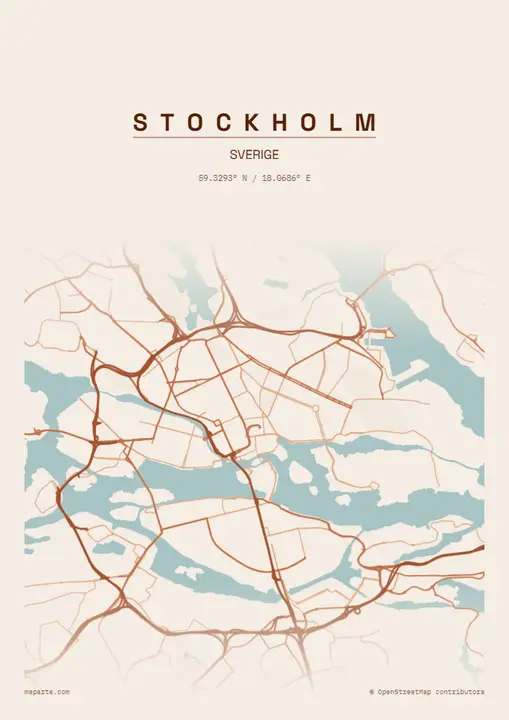 STOCKHOLM
SVERIGE
59.3293° N / 18.0686° E
maparte.com
© OpenStreetMap contributors